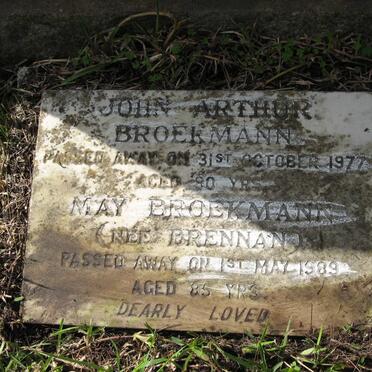 JOHN ARTHUR
BROEKMANN
PASSED AWAY ON 31ST OCTOBER 1977
AGED 80 YRS
MAY BROEKMANN
(NEE BRENNAN)
PASSED AWAY ON 1ST MAY 1989
AGED 85 YRS
DEARLY LOVED